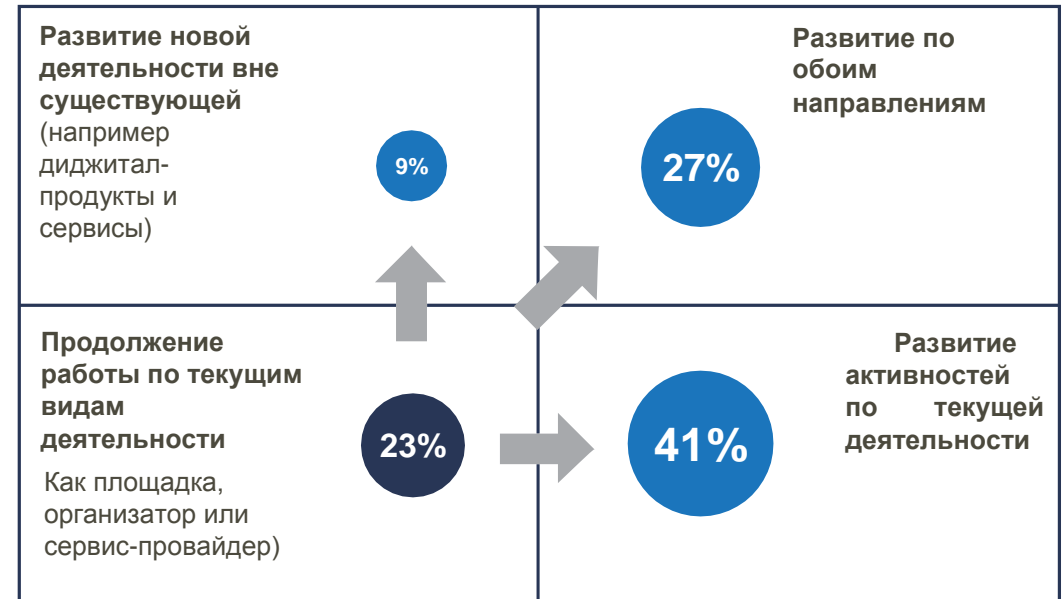 Развитие новой
деятельности вне
существующей
(например
диджитал-
продукты и
сервисы)
9%
Развитие по
обоим
направлениям
27%
Продолжение
работы по текущим
видам
деятельности
Как площадка,
организатор или
сервис-провайдер)
23%
41%
Развитие
активностей
по текущей
деятельности